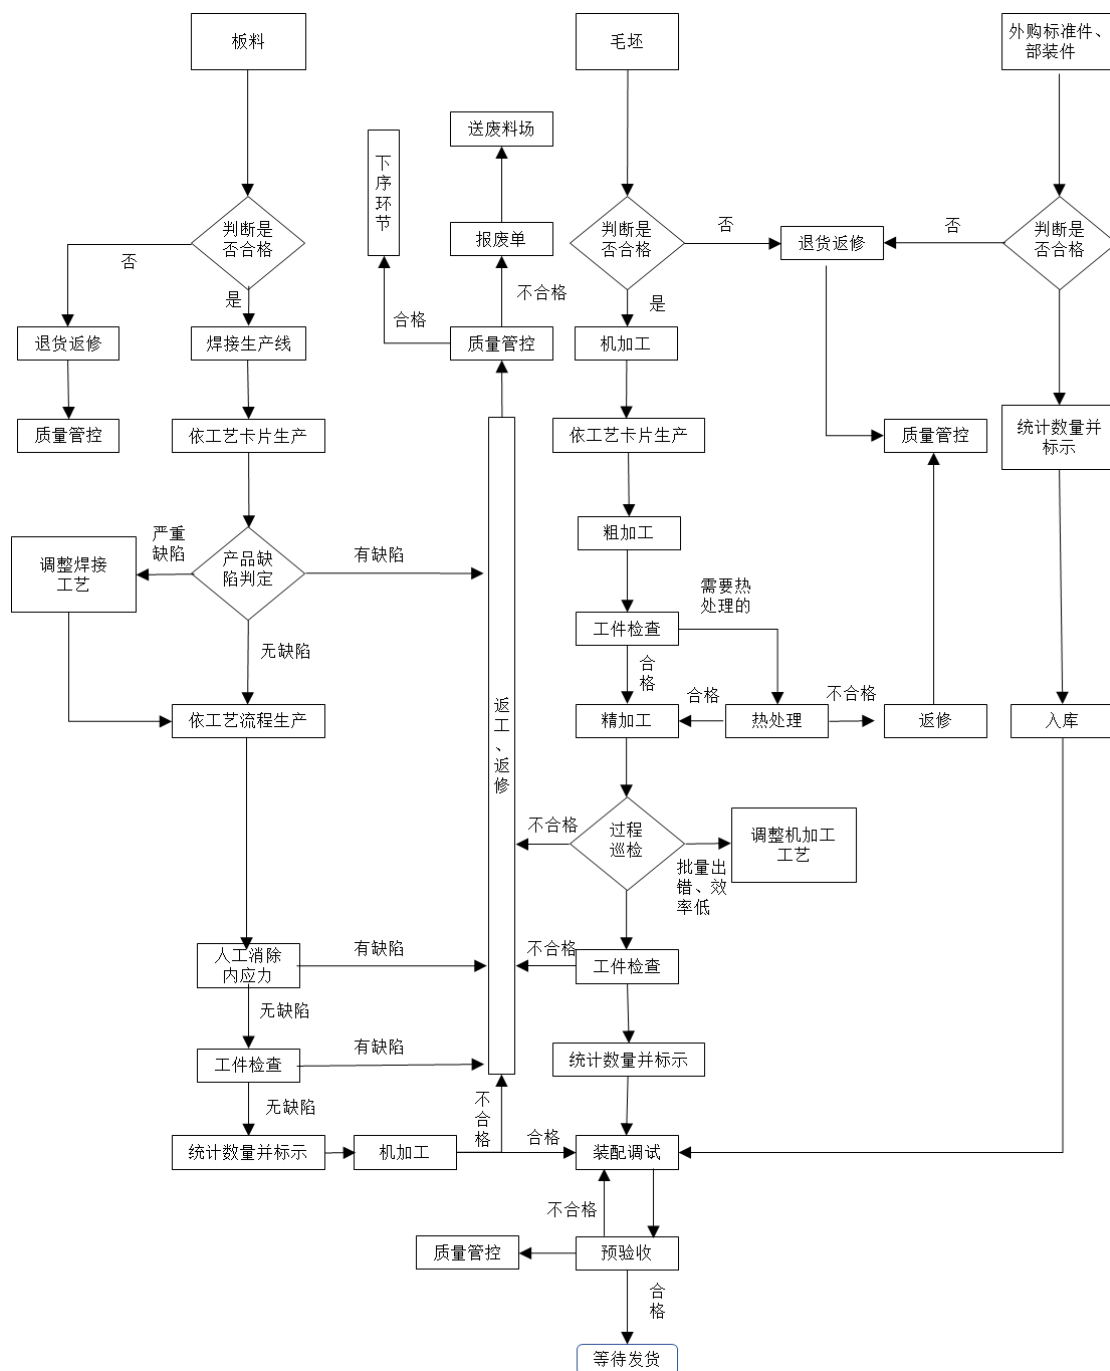 板料
毛坯
外购标准件、
部装件
送废料场
下
序
环
节
判断是
否合格
报废单
判断是
否合格
否
退货返修
否
判断是
否合格
否
是
不合格
合格
是
退货返修
焊接生产线
质量管控
机加工
质量管控
依工艺卡片生产
依工艺卡片生产
质量管控
统计数量并
标示
严重
缺陷
粗加工
调整焊接
工艺
产品缺
陷判定
有缺陷
需要热
处理的
工件检查
无缺陷
合
格
合格
不合格
依工艺流程生产
返
工
、
返
修
精加工
热处理
返修
入库
不合格
过程
巡检
调整机加工
工艺
批量出
错、效
率低
人工消除
内应力
有缺陷
不合格
工件检查
无缺陷
工件检查
有缺陷
统计数量并标示
无缺陷
不
合
格
合格
统计数量并标示
机加工
装配调试
不合格
质量管控
预验收
合
格
等待发货